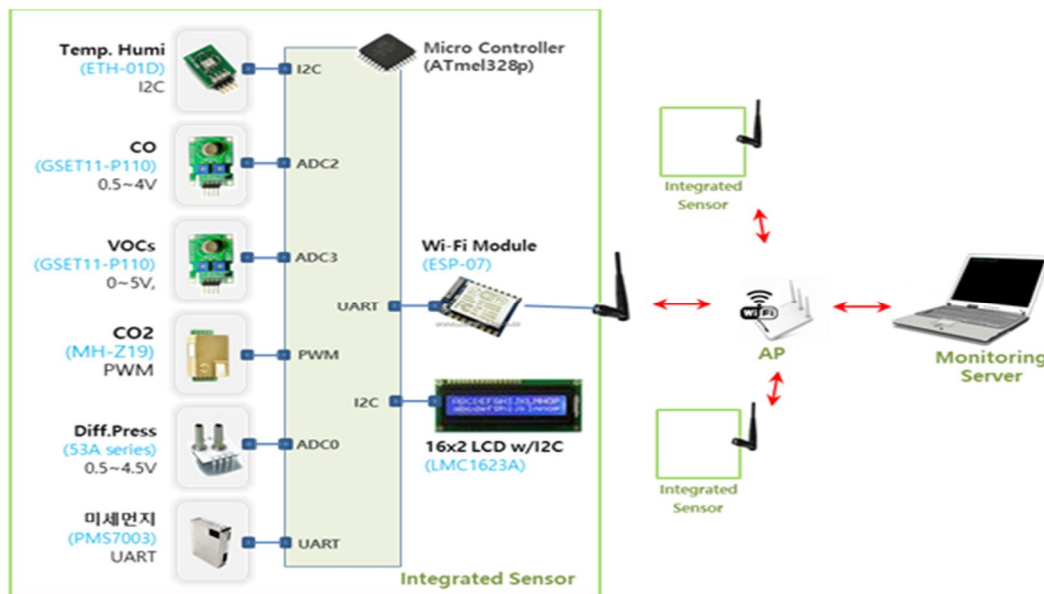 Temp. Humi
(ETH-01D)
I2C
I2C
Micro Controller
(ATmel328p)
CO
(GSET11-P110)
0.5~4V
ADC2
VOCs
(GSET11-P110)
0~5V,
ADC3
Wi-Fi Module
(ESP-07)
UART
CO2
(MH-Z19)
PWM
PWM
I2C
ABCDEFGHIJKLMNOP
abcdefghijklmnop
16x2 LCD w/I2C
(LMC1623A)
Diff.Press
(53A series)
0.5~4.5V
ADC0
미세먼지
(PMS7003)
UART
UART
Integrated Sensor
Integrated
Sensor
WiFi
AP
Monitoring
Server
Integrated
Sensor